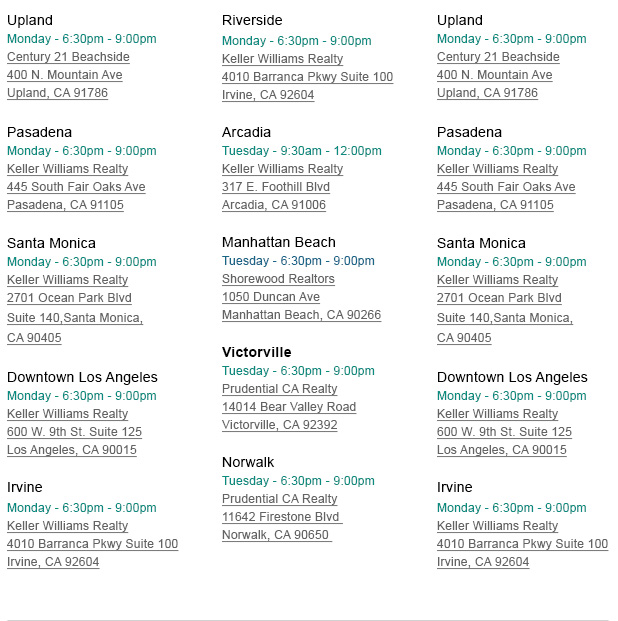 Upland
Monday - 6:30pm - 9:00pm
Century 21 Beachside
400 N. Mountain Ave
Upland, CA 91786
Pasadena
Monday - 6:30pm - 9:00pm
Keller Williams Realty
445 South Fair Oaks Ave
Pasadena, CA 91105
Santa Monica
Monday - 6:30pm - 9:00pm
Keller Williams Realty
2701 Ocean Park Blvd
Suite 140,Santa Monica,
CA 90405
Downtown Los Angeles
Monday - 6:30pm - 9:00pm
Keller Williams Realty
600 W. 9th St. Suite 125
Los Angeles, CA 90015
Irvine
Monday - 6:30pm - 9:00pm
Keller Williams Realty
4010 Barranca Pkwy Suite 100
Irvine, CA 92604
Riverside
Monday - 6:30pm - 9:00pm
Keller Williams Realty
4010 Barranca Pkwy Suite 100
Irvine, CA 92604
Arcadia
Tuesday - 9:30am - 12:00pm
Keller Williams Realty
317 E. Foothill Blvd
Arcadia, CA 91006
Manhattan Beach
Tuesday - 6:30pm - 9:00pm
Shorewood Realtors
1050 Duncan Ave
Manhattan Beach, CA 90266
Victorville
Tuesday - 6:30pm - 9:00pm
Prudential CA Realty
14014 Bear Valley Road
Victorville, CA 92392
Norwalk
Tuesday - 6:30pm - 9:00pm
Prudential CA Realty
11642 Firestone Blvd
Norwalk, CA 90650
Upland
Monday - 6:30pm - 9:00pm
Century 21 Beachside
400 N. Mountain Ave
Upland, CA 91786
Pasadena
Monday - 6:30pm - 9:00pm
Keller Williams Realty
445 South Fair Oaks Ave
Pasadena, CA 91105
Santa Monica
Monday - 6:30pm - 9:00pm
Keller Williams Realty
2701 Ocean Park Blvd
Suite 140,Santa Monica,
CA 90405
Downtown Los Angeles
Monday - 6:30pm - 9:00pm
Keller Williams Realty
600 W. 9th St. Suite 125
Los Angeles, CA 90015
Irvine
Monday - 6:30pm - 9:00pm
Keller Williams Realty
4010 Barranca Pkwy Suite 100
Irvine, CA 92604